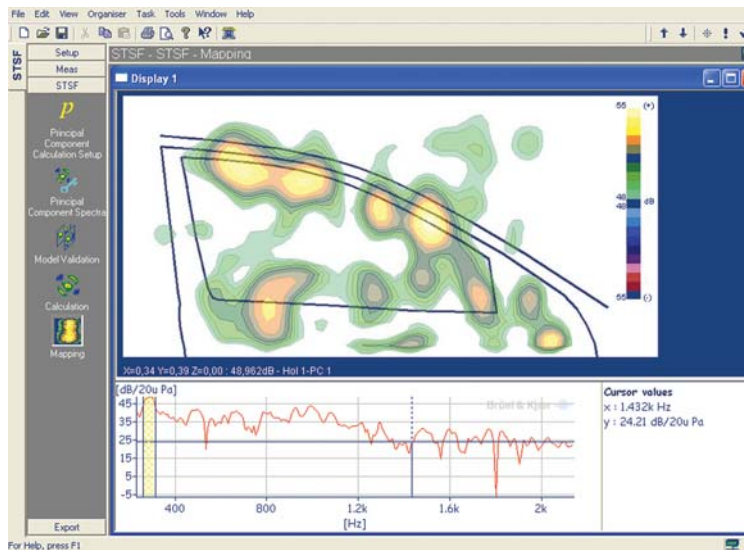 File Edit View Organiser Task Tools Window Help
STSF
Setup
Meas
STSF
p
Principal
Component
Calculation Setup
Principal
Component Spectra
Model Validation
Calculation
Mapping
Export
STSF - STSF - Mapping
Display 1
55 (+)
48 dB
48
55 (-)
X=0,34 Y=0,39 Z=0,00 : 48,962dB - Hol 1-PC 1
[dB/20u Pa]
45
35
25
15
5
-5
400 800 1.2k 1.6k 2k
[Hz]
Brüel & Kjær
Cursor values
x : 1.432k Hz
y : 24.21 dB/20u Pa
For Help, press F1